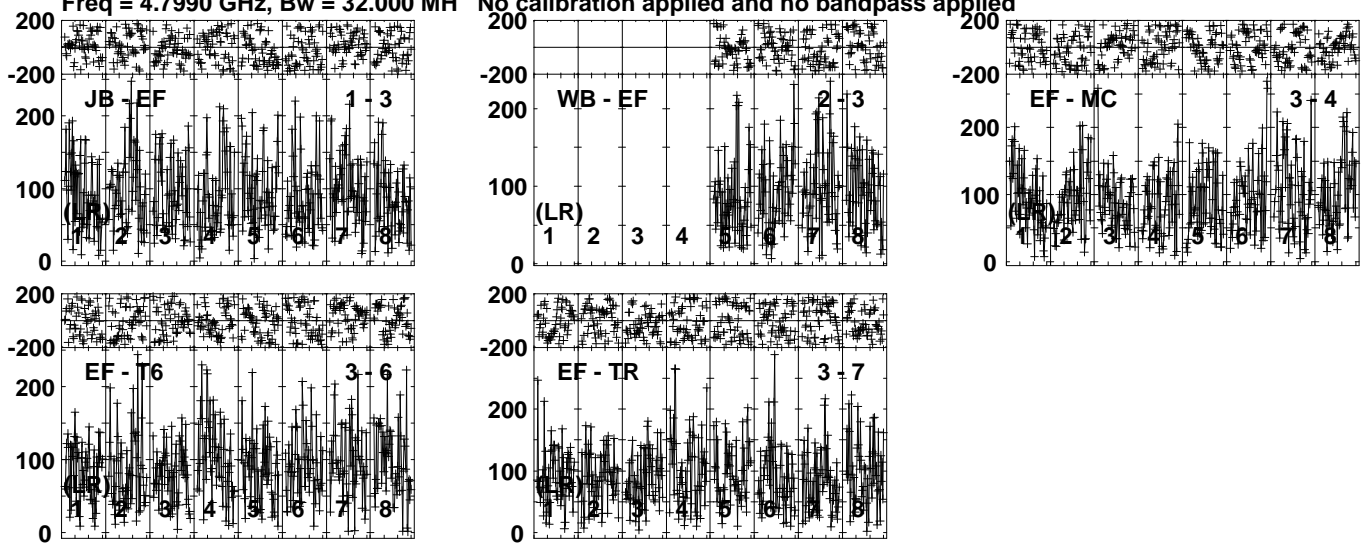 Freq = 4.7990 GHz, Bw = 32.000 MH No calibration applied and no bandpass applied
200
-200
JB - EF 1 - 3
200
100
(LR)
1 2 3 4 5 6 7 8
0
200
-200
WB - EF 2 - 3
200
100
(LR)
1 2 3 4 5 6 7 8
0
200
-200
EF - MC 3 - 4
200
100
(LR)
1 2 3 4 5 6 7 8
0
200
-200
EF - T6 3 - 6
200
100
(LR)
1 2 3 4 5 6 7 8
0
200
-200
EF - TR 3 - 7
200
100
(LR)
1 2 3 4 5 6 7 8
0